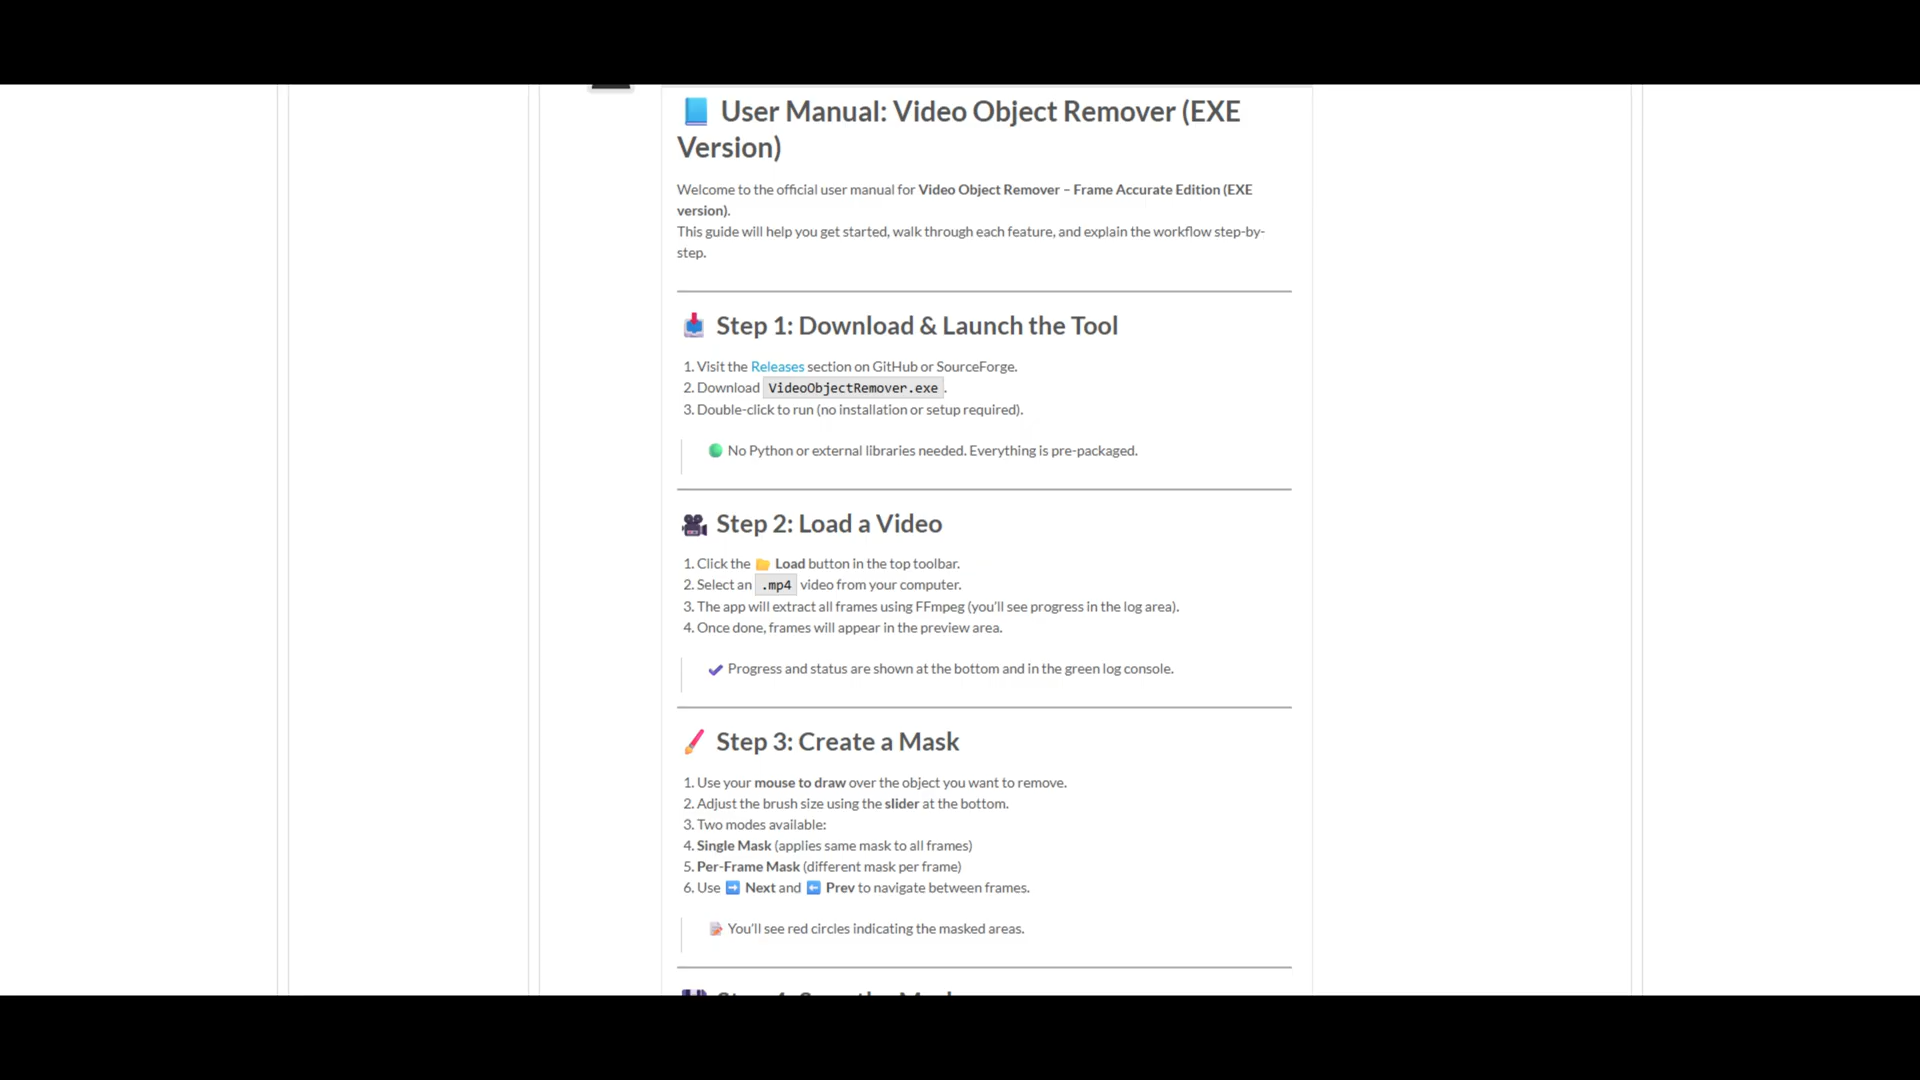 User Manual: Video Object Remover (EXE
Version)
Welcome to the official user manual for Video Object Remover – Frame Accurate Edition (EXE
version).
This guide will help you get started, walk through each feature, and explain the workflow step-by-
step.
Step 1: Download & Launch the Tool
1. Visit the Releases section on GitHub or SourceForge.
2. Download VideoObjectRemover.exe.
3. Double-click to run (no installation or setup required).
No Python or external libraries needed. Everything is pre-packaged.
Step 2: Load a Video
1. Click the Load button in the top toolbar.
2. Select an .mp4 video from your computer.
3. The app will extract all frames using FFmpeg (you'll see progress in the log area).
4. Once done, frames will appear in the preview area.
Progress and status are shown at the bottom and in the green log console.
Step 3: Create a Mask
1. Use your mouse to draw over the object you want to remove.
2. Adjust the brush size using the slider at the bottom.
3. Two modes available:
4. Single Mask (applies same mask to all frames)
5. Per-Frame Mask (different mask per frame)
6. Use Next and Prev to navigate between frames.
You'll see red circles indicating the masked areas.